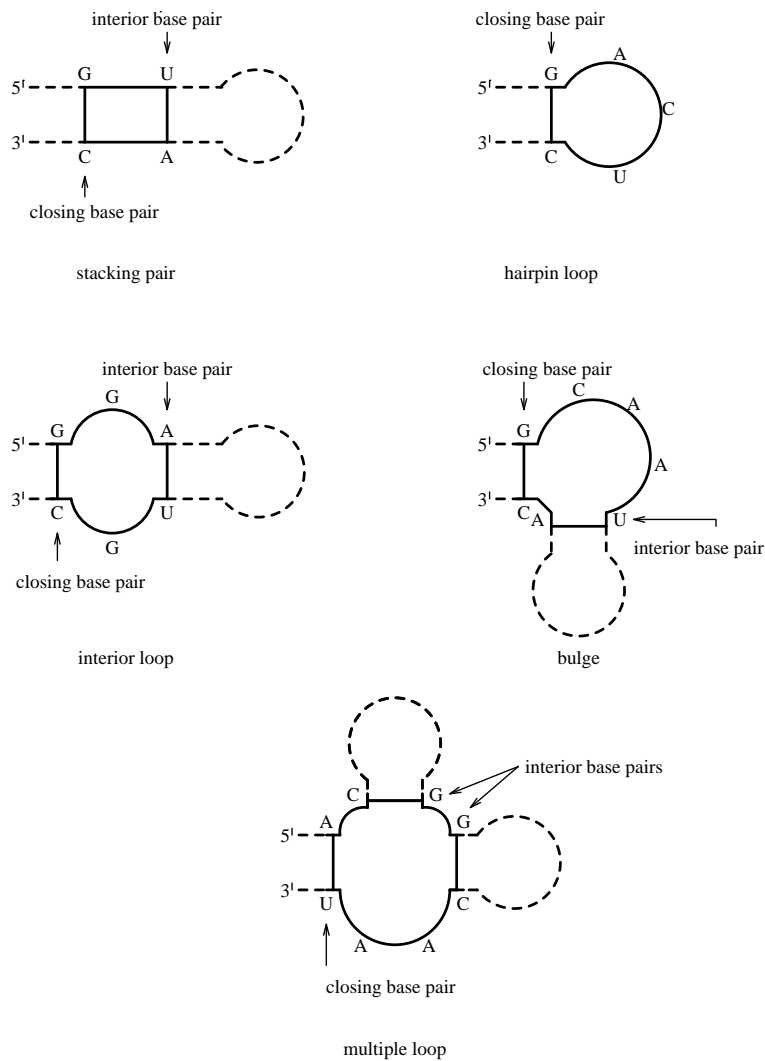 interior base pair
G U
5'
3'
C A
closing base pair
stacking pair
closing base pair
G A
5'
C
3'
C U
hairpin loop
interior base pair
G
G A
5'
3'
C U
G
closing base pair
interior loop
closing base pair
C
A
G
5'
A
3'
C A U
interior base pair
bulge
interior base pairs
C G
A G
5'
3'
U C
A A
closing base pair
multiple loop